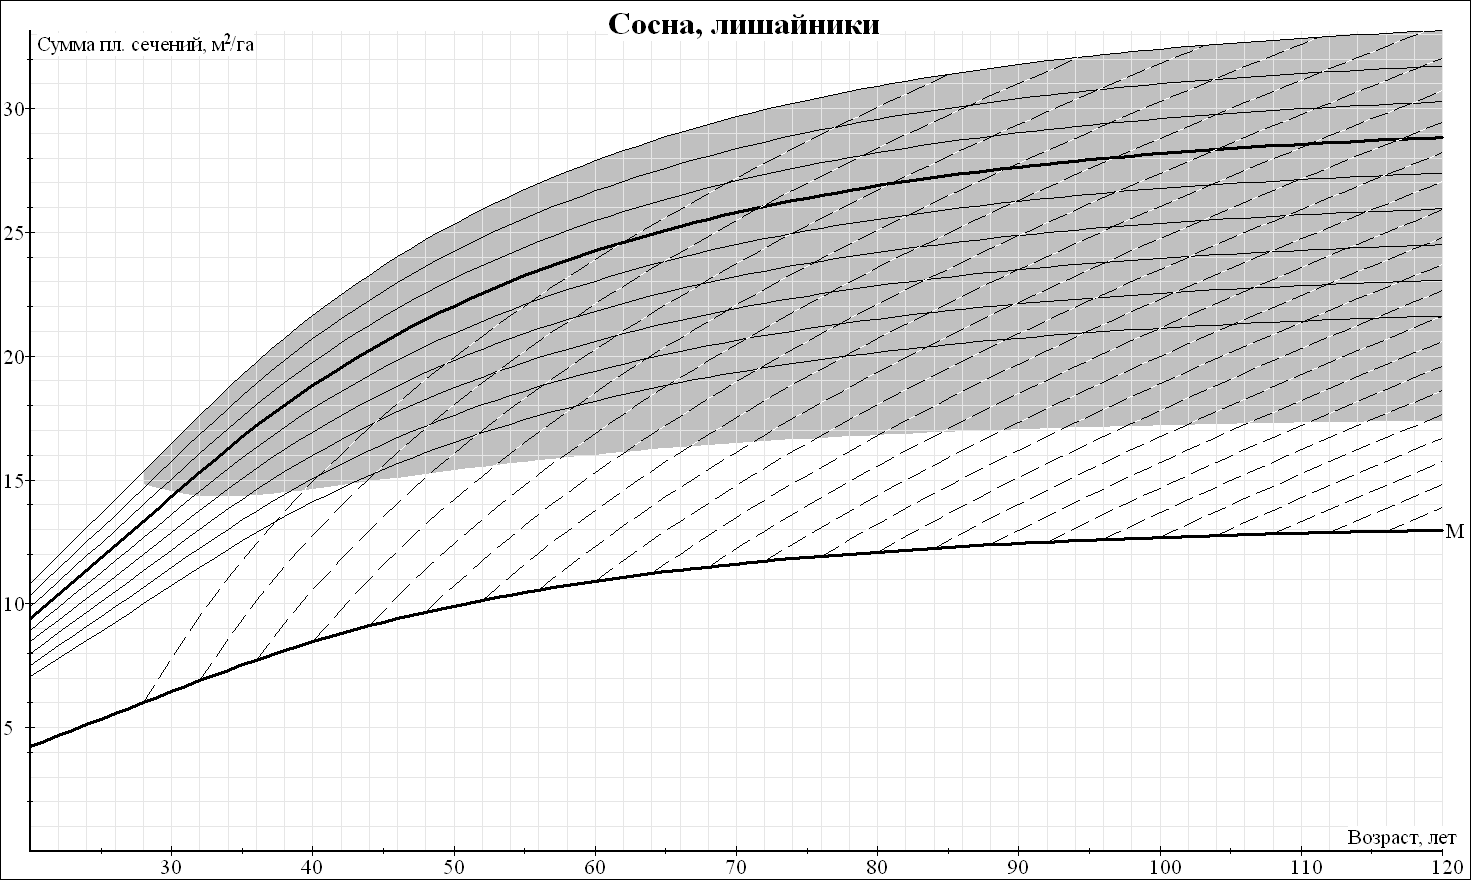 Сосна, лишайники
Сумма пл. сечений, м²/га
30
25
20
15
M
10
5
Возраст, лет
30 40 50 60 70 80 90 100 110 120